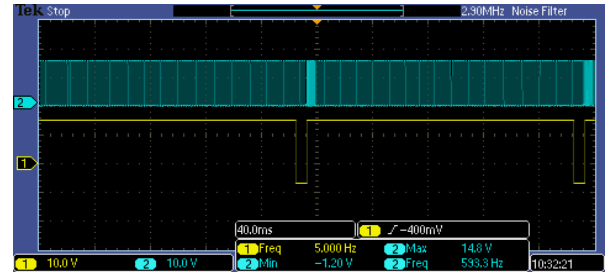 Tek Stop 2.90MHz Noise Filter
2
1
40.0ms 1 ∫ −400mV
1 Freq 5.000 Hz 2 Max 14.8 V
1 10.0 V 2 10.0 V 2 Min −1.20 V 2 Freq 593.3 Hz 10:32:21